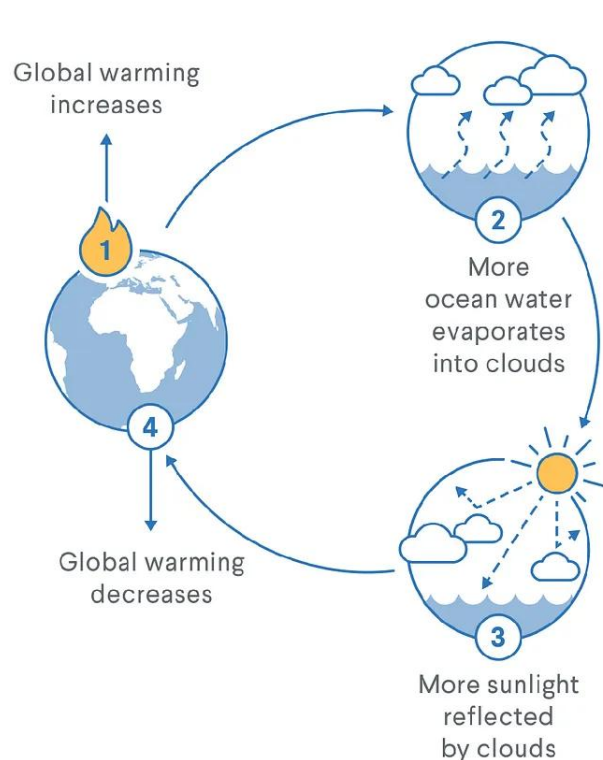 Global warming
increases
1
2
More
ocean water
evaporates
into clouds
3
More sunlight
reflected
by clouds
4
Global warming
decreases